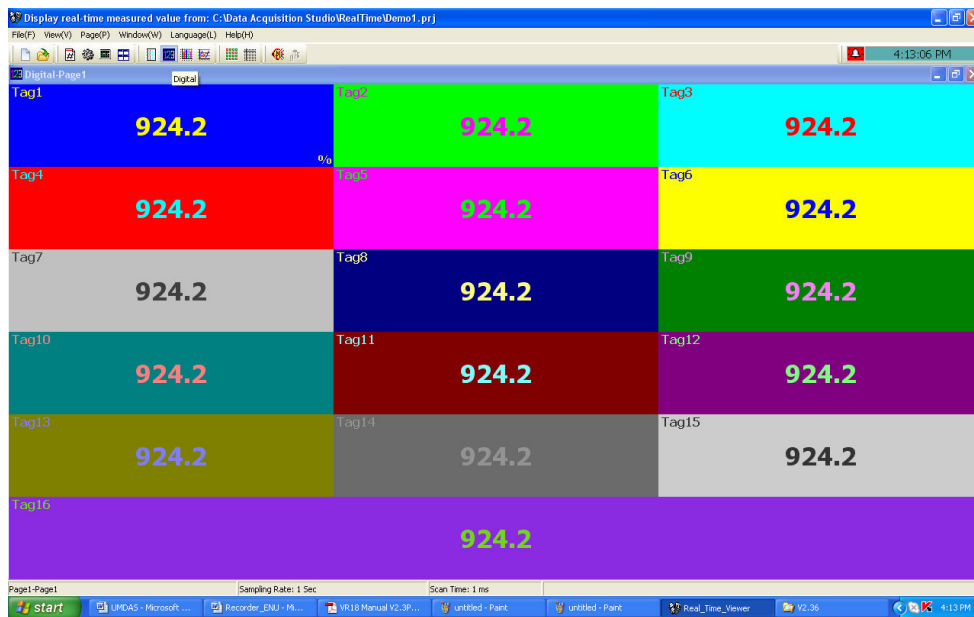 Display real-time measured value from: C:\Data Acquisition Studio\RealTime\Demo1.prj
File(F) View(V) Page(P) Window(W) Language(L) Help(H)
4:13:06 PM
Digital-Page1
Digital
Tag1 Tag2 Tag3
924.2 924.2 924.2
%
Tag4 Tag5 Tag6
924.2 924.2 924.2
Tag7 Tag8 Tag9
924.2 924.2 924.2
Tag10 Tag11 Tag12
924.2 924.2 924.2
Tag13 Tag14 Tag15
924.2 924.2 924.2
Tag16
924.2
Page1-Page1 Sampling Rate: 1 Sec Scan Time: 1 ms
start UMDAS - Microsoft ... Recorder_ENU - Mi... VR18 Manual V2.3P... untitled - Paint untitled - Paint Real_Time_Viewer V2.36 4:13 PM